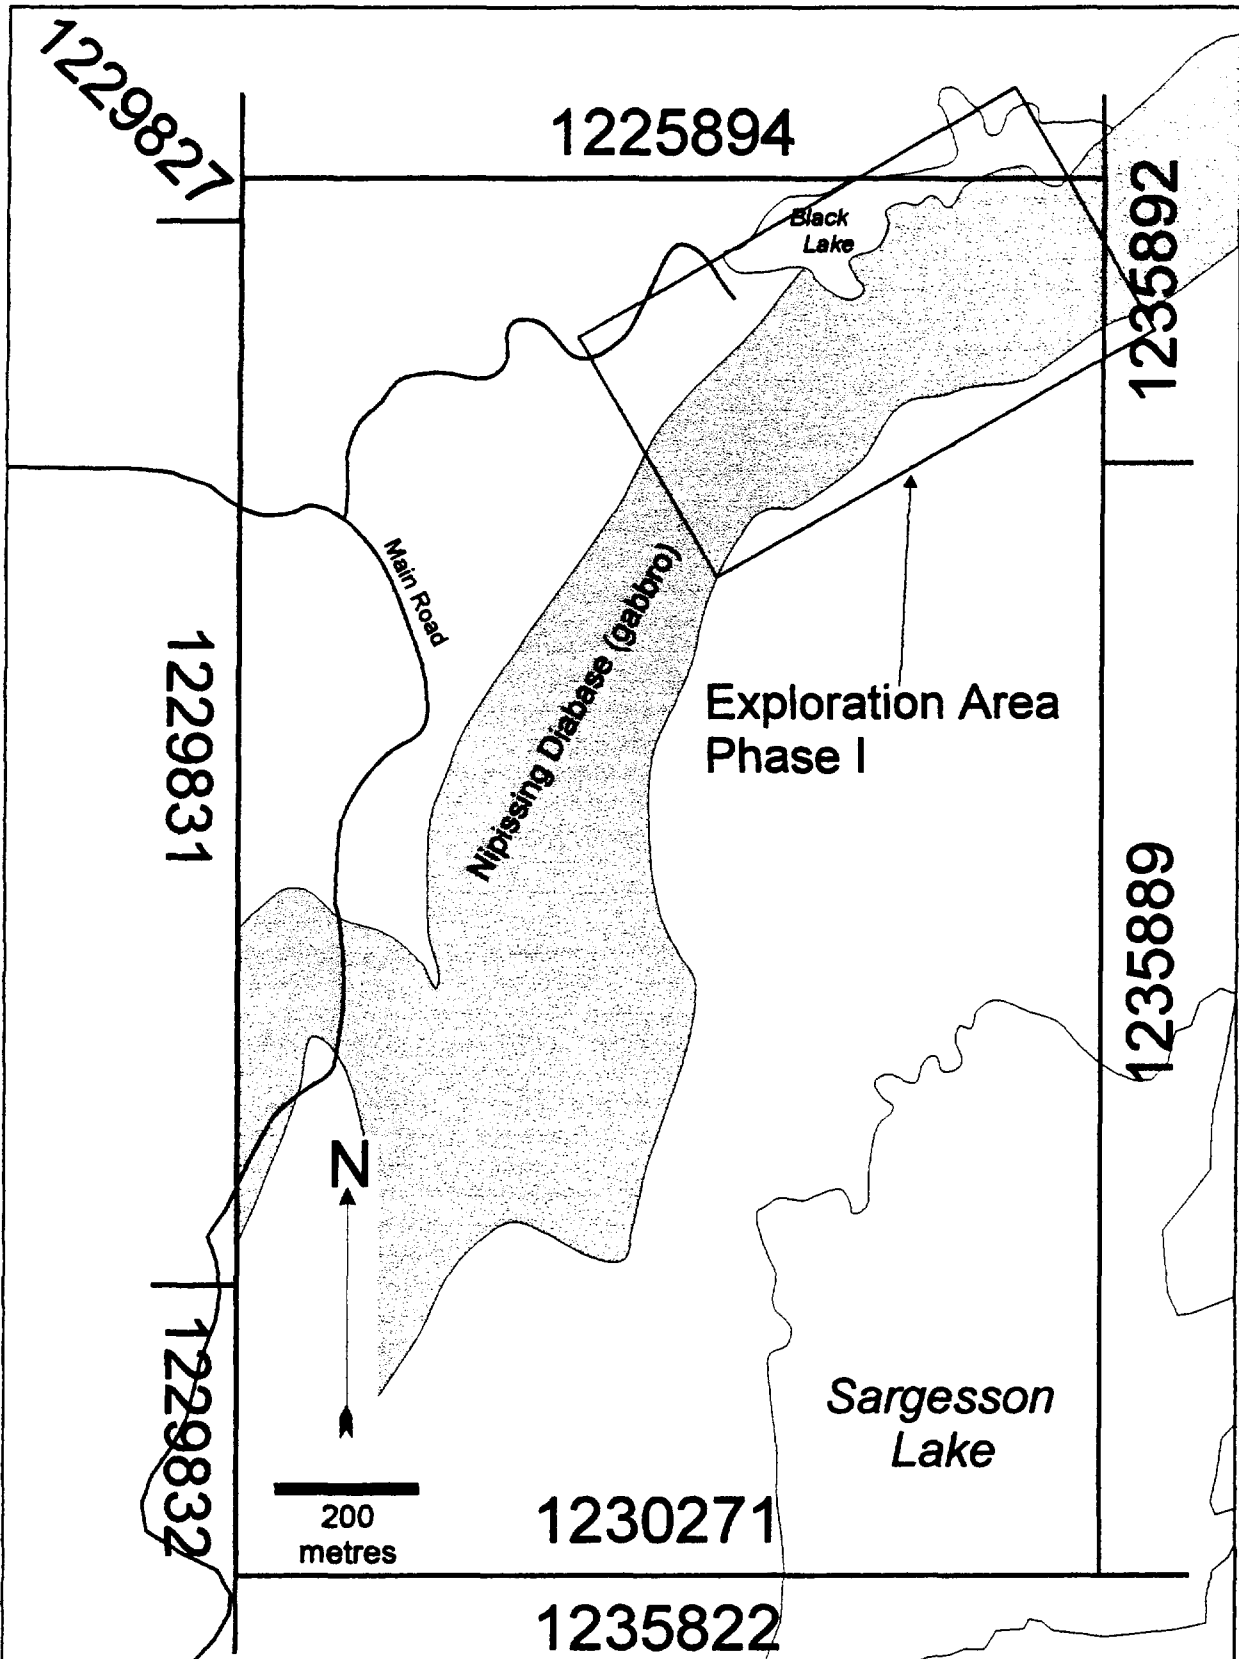 1229827
1225894
Black
Lake
1235892
Main Road
Nipissing Diabase (gabbro)
1229831
Exploration Area
Phase I
1235889
N
1229832
Sargesson
Lake
200
metres
1230271
1235822